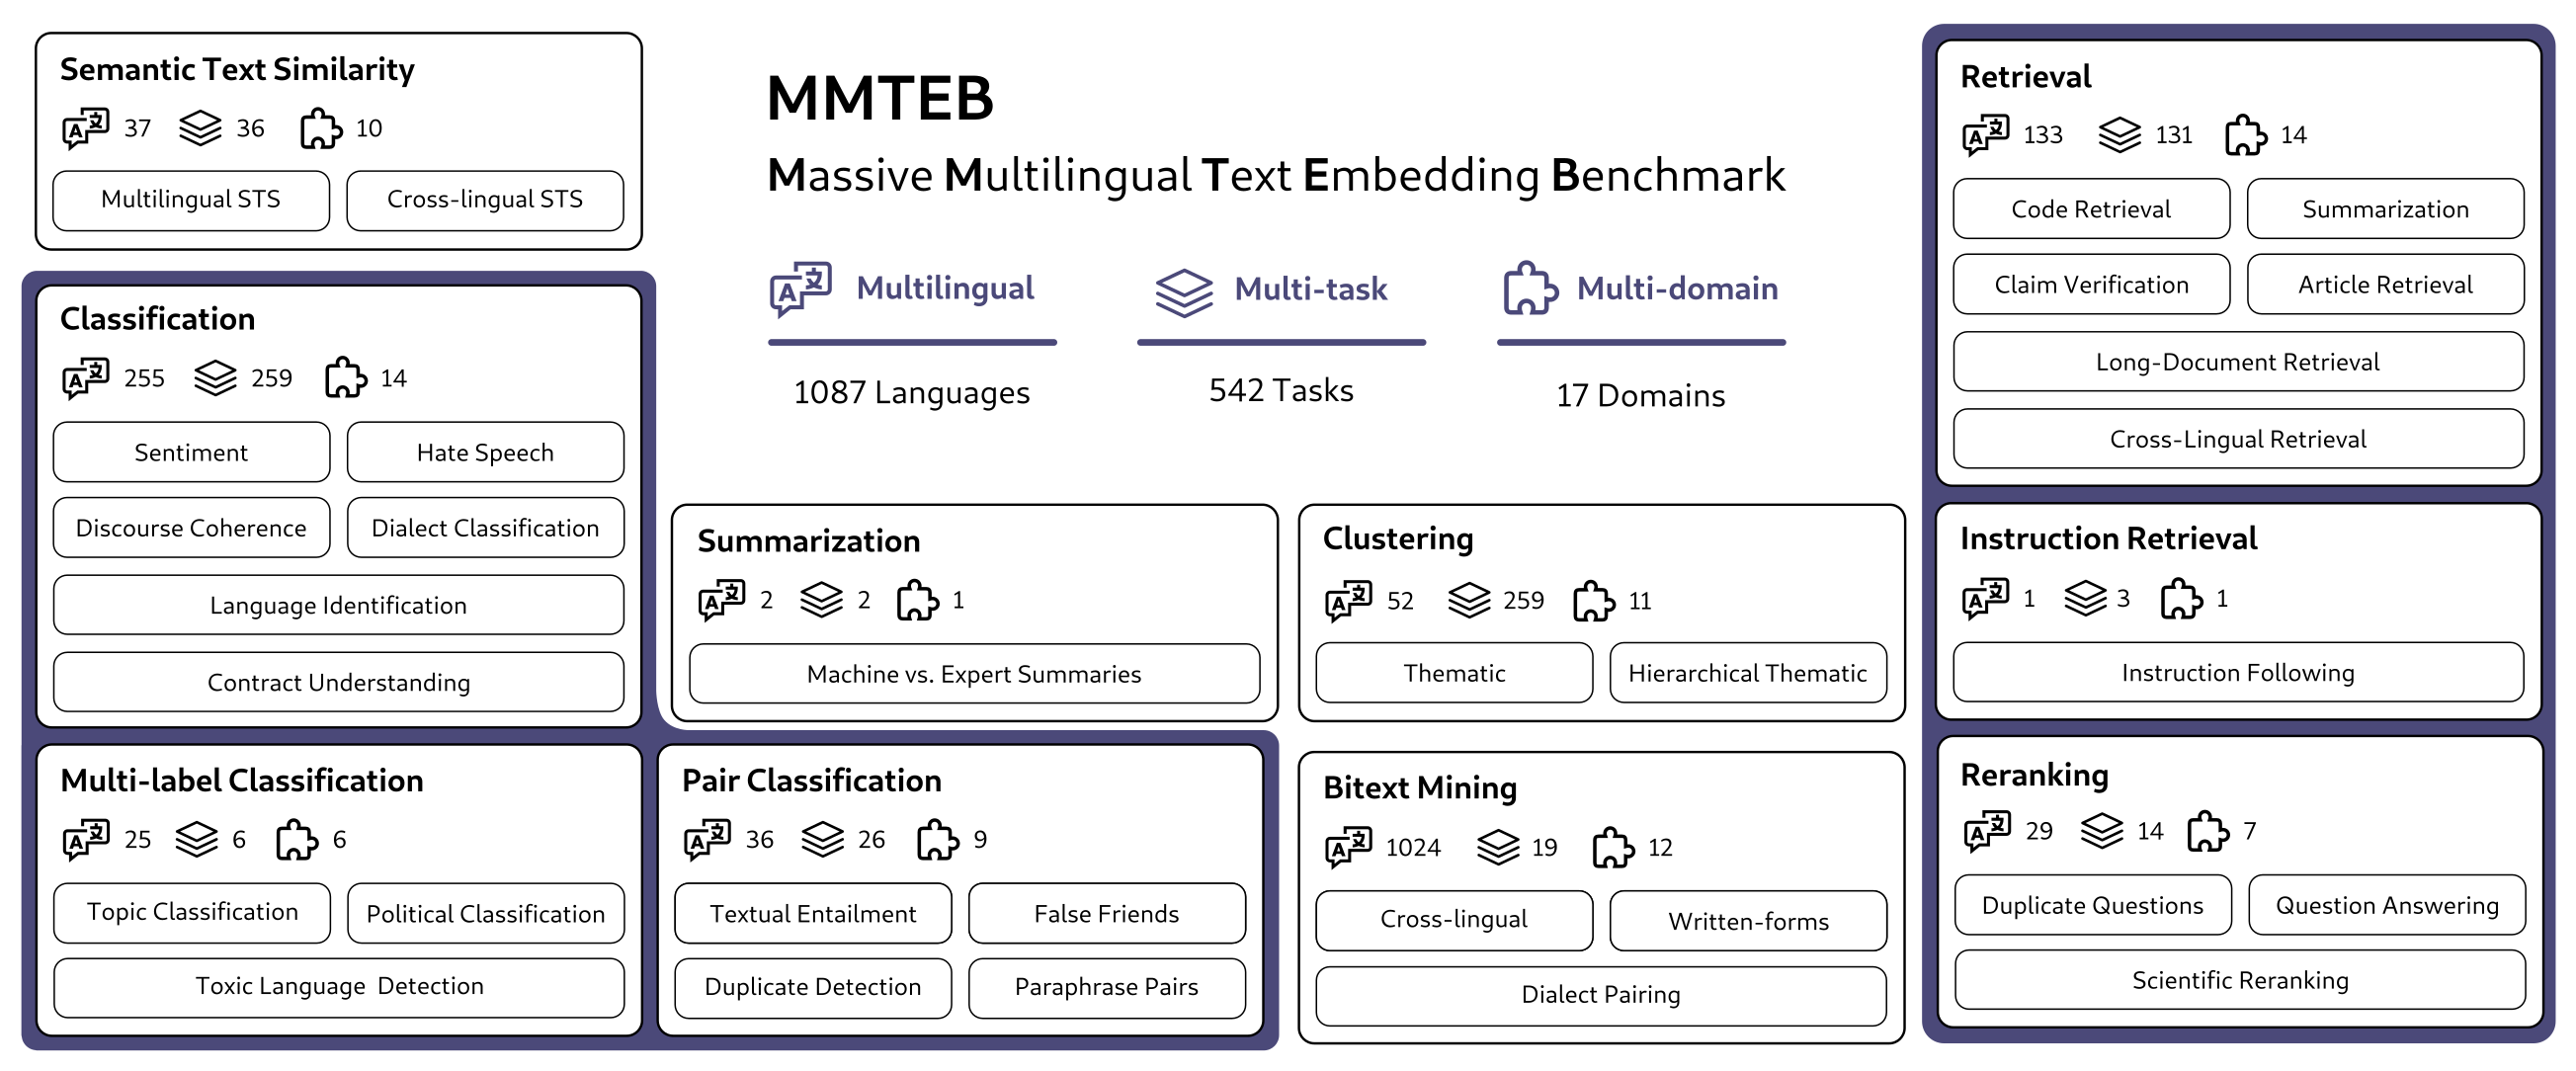 MMTEB
Massive Multilingual Text Embedding Benchmark
Multilingual
1087 Languages
Multi-task
542 Tasks
Multi-domain
17 Domains
Semantic Text Similarity
37 36 10
Multilingual STS
Cross-lingual STS
Classification
255 259 14
Sentiment
Hate Speech
Discourse Coherence
Dialect Classification
Language Identification
Contract Understanding
Multi-label Classification
25 6 6
Topic Classification
Political Classification
Toxic Language Detection
Pair Classification
36 26 9
Textual Entailment
False Friends
Duplicate Detection
Paraphrase Pairs
Summarization
2 2 1
Machine vs. Expert Summaries
Clustering
52 259 11
Thematic
Hierarchical Thematic
Bitext Mining
1024 19 12
Cross-lingual
Written-forms
Dialect Pairing
Retrieval
133 131 14
Code Retrieval
Summarization
Claim Verification
Article Retrieval
Long-Document Retrieval
Cross-Lingual Retrieval
Instruction Retrieval
1 3 1
Instruction Following
Reranking
29 14 7
Duplicate Questions
Question Answering
Scientific Reranking